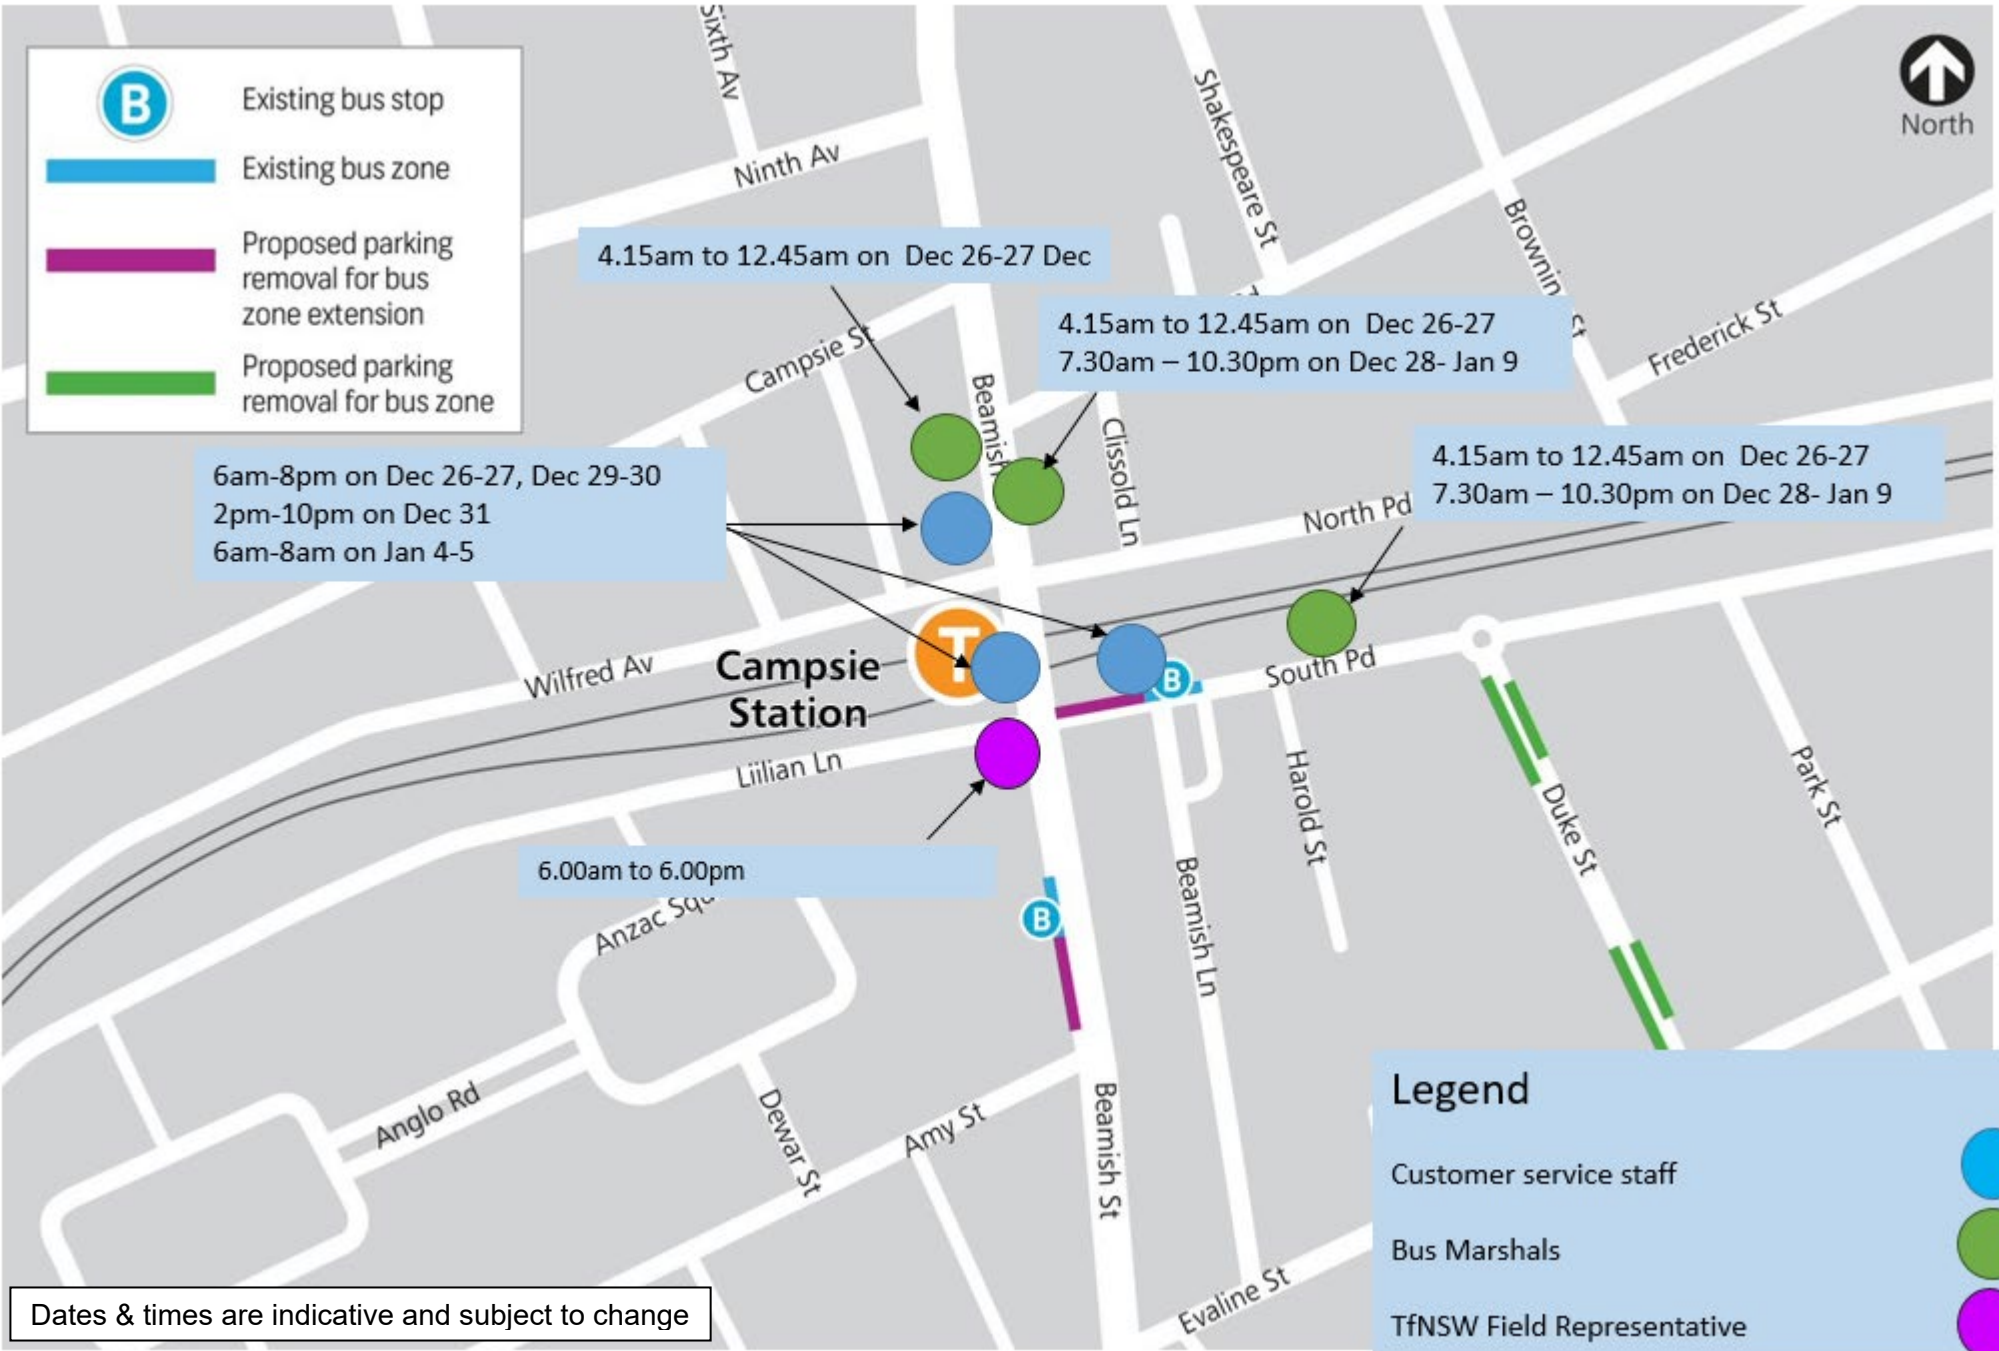 B
Existing bus stop
Existing bus zone
Proposed parking
removal for bus
zone extension
Proposed parking
removal for bus zone
North
Sixth Av
Ninth Av
Shakespeare St
Browning St
Frederick St
4.15am to 12.45am on Dec 26-27 Dec
4.15am to 12.45am on Dec 26-27
7.30am – 10.30pm on Dec 28- Jan 9
Campsie St
Beamish
Clissold Ln
4.15am to 12.45am on Dec 26-27
7.30am – 10.30pm on Dec 28- Jan 9
North Pd
6am-8pm on Dec 26-27, Dec 29-30
2pm-10pm on Dec 31
6am-8am on Jan 4-5
T
Campsie
Station
Wilfred Av
B
South Pd
Liilian Ln
Harold St
Duke St
Park St
6.00am to 6.00pm
Anzac Squ
B
Beamish Ln
Anglo Rd
Dewar St
Amy St
Beamish St
Evaline St
Legend
Customer service staff
Bus Marshals
TfNSW Field Representative
Dates & times are indicative and subject to change